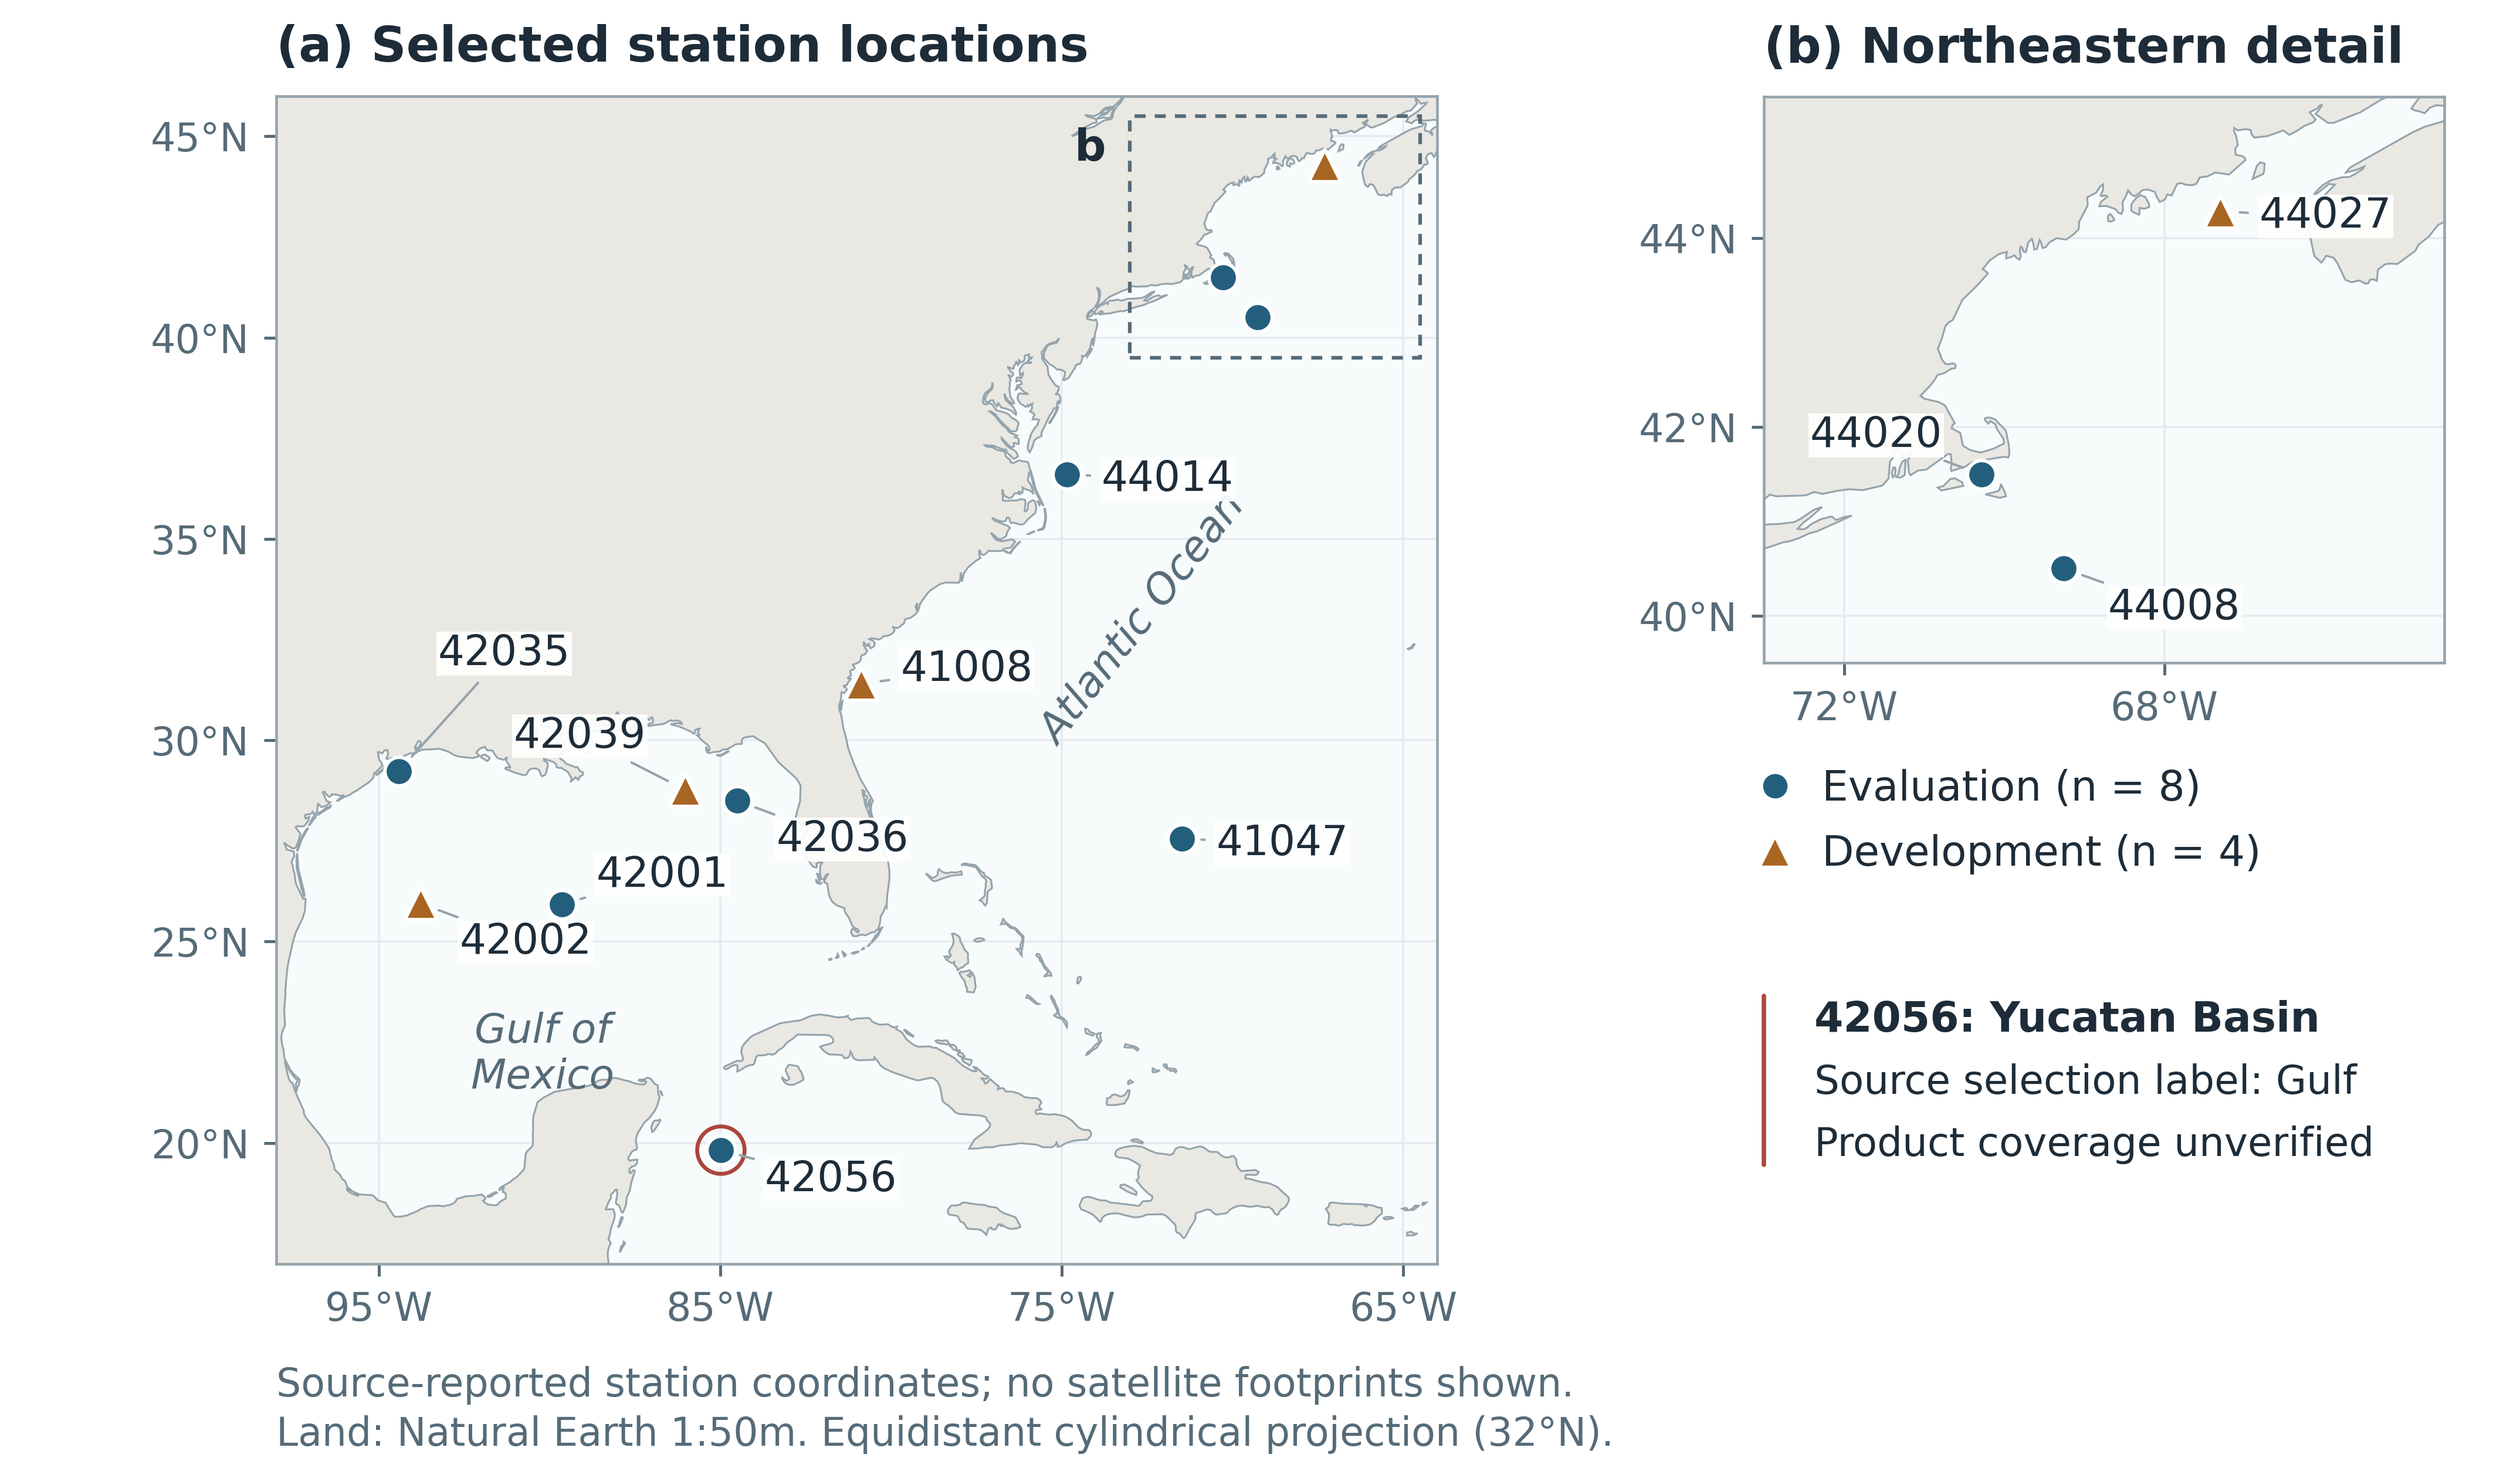 (a) Selected station locations
45°N
40°N
35°N
30°N
25°N
20°N
95°W
85°W
75°W
65°W
b
44014
Atlantic Ocean
42035
41008
42039
42036
41047
42001
42002
Gulf of
Mexico
42056
(b) Northeastern detail
44°N
42°N
40°N
72°W
68°W
44027
44020
44008
Evaluation (n = 8)
Development (n = 4)
42056: Yucatan Basin
Source selection label: Gulf
Product coverage unverified
Source-reported station coordinates; no satellite footprints shown.
Land: Natural Earth 1:50m. Equidistant cylindrical projection (32°N).